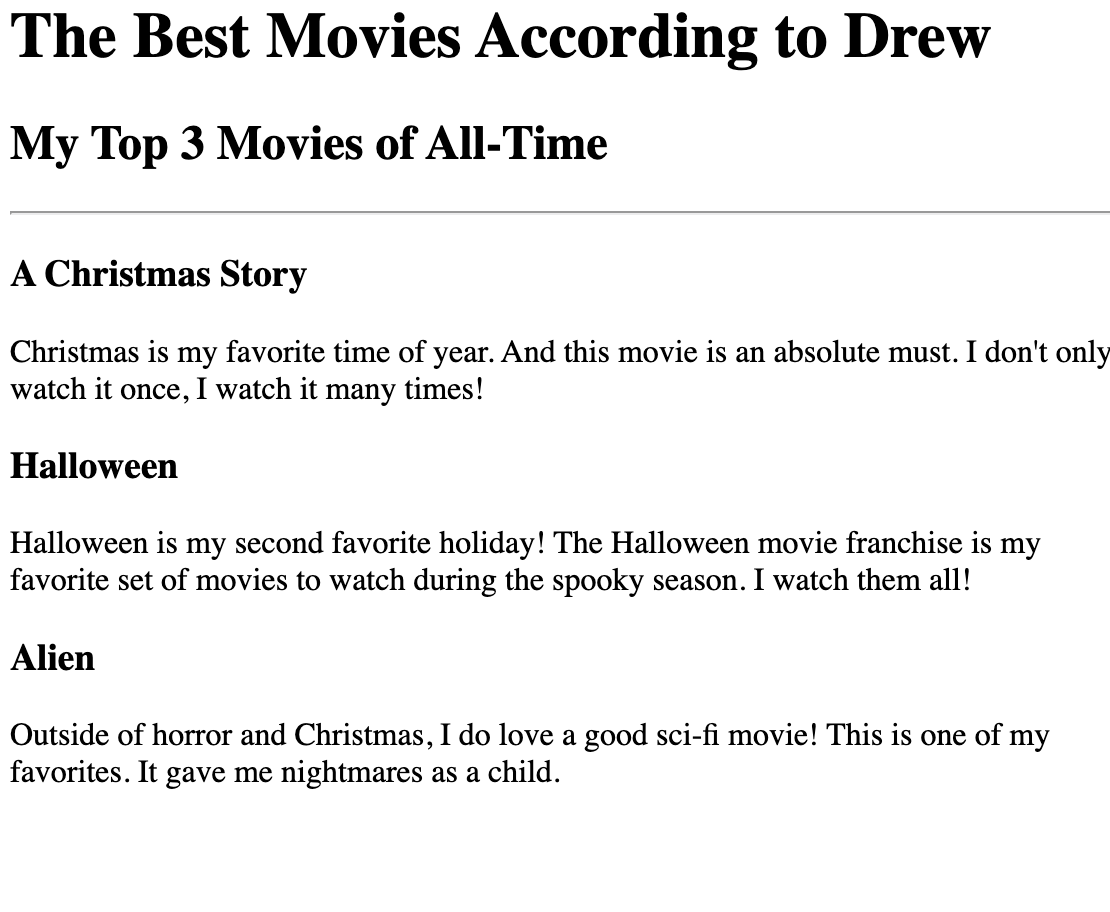 The Best Movies According to Drew
My Top 3 Movies of All-Time
A Christmas Story
Christmas is my favorite time of year. And this movie is an absolute must. I don't only
watch it once, I watch it many times!
Halloween
Halloween is my second favorite holiday! The Halloween movie franchise is my
favorite set of movies to watch during the spooky season. I watch them all!
Alien
Outside of horror and Christmas, I do love a good sci-fi movie! This is one of my
favorites. It gave me nightmares as a child.